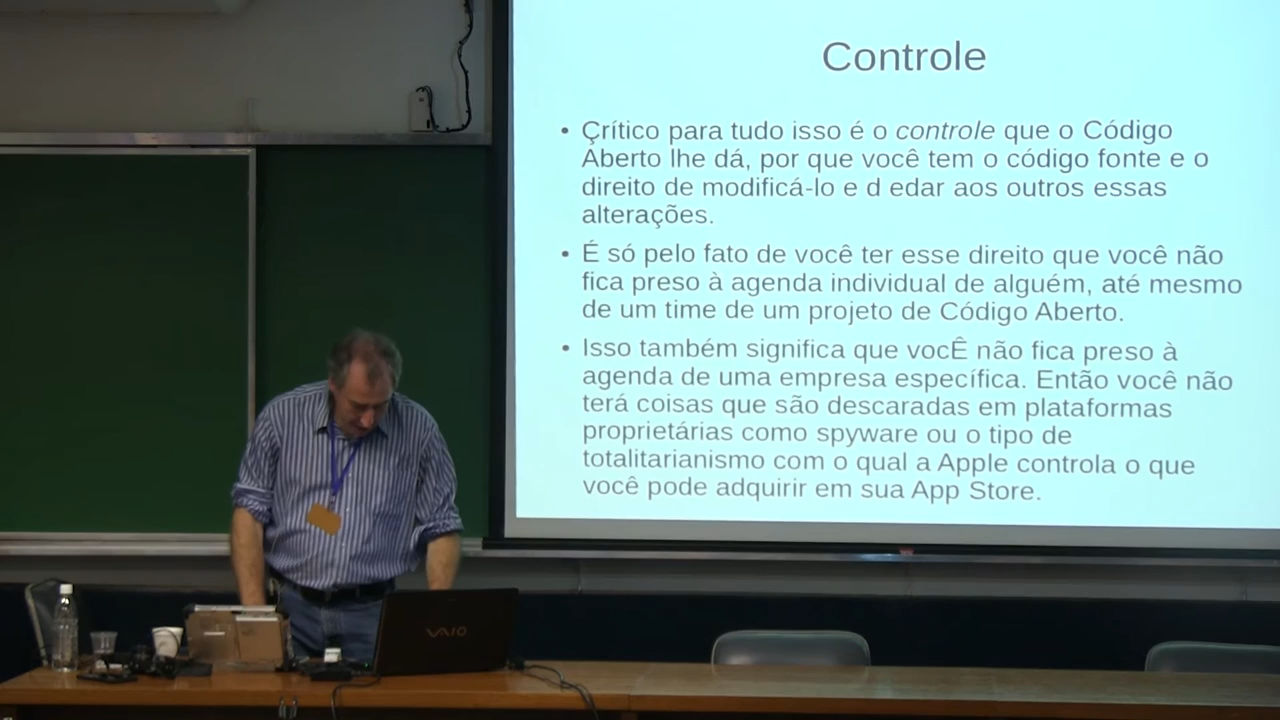 Controle
• Çrítico para tudo isso é o controle que o Código
Aberto lhe dá, por que você tem o código fonte e o
direito de modificá-lo e d edar aos outros essas
alterações.
• É só pelo fato de você ter esse direito que você não
fica preso à agenda individual de alguém, até mesmo
de um time de um projeto de Código Aberto.
• Isso também significa que vocÊ não fica preso à
agenda de uma empresa específica. Então você não
terá coisas que são descaradas em plataformas
proprietárias como spyware ou o tipo de
totalitarianismo com o qual a Apple controla o que
você pode adquirir em sua App Store.
VAIO